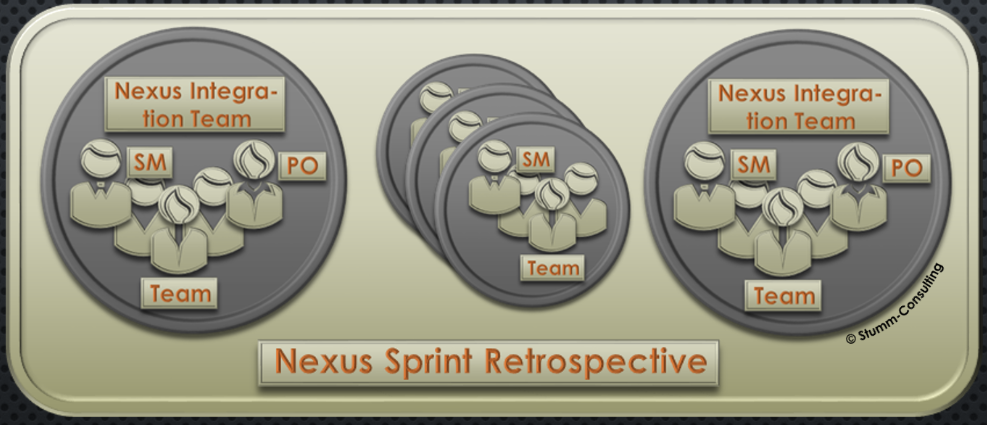 Nexus Integra-
tion Team
SM
PO
Team
SM
Team
Nexus Integra-
tion Team
SM
PO
Team
© Stumm-Consulting
Nexus Sprint Retrospective